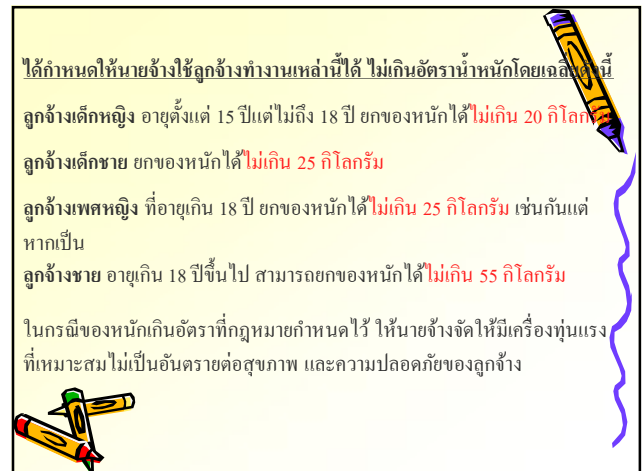 ได้กำหนดให้นายจ้างใช้ลูกจ้างทำงานเหล่านี้ได้ ไม่เกินอัตราน้ำหนักโดยเฉลี่ยดังนี้
ลูกจ้างเด็กหญิง อายุตั้งแต่ 15 ปีแต่ไม่ถึง 18 ปี ยกของหนักได้ไม่เกิน 20 กิโลกรัม
ลูกจ้างเด็กชาย ยกของหนักได้ไม่เกิน 25 กิโลกรัม
ลูกจ้างเพศหญิง ที่อายุเกิน 18 ปี ยกของหนักได้ไม่เกิน 25 กิโลกรัม เช่นกันแต่
หากเป็น
ลูกจ้างชาย อายุเกิน 18 ปีขึ้นไป สามารถยกของหนักได้ไม่เกิน 55 กิโลกรัม
ในกรณีของหนักเกินอัตราที่กฎหมายกำหนดไว้ ให้นายจ้างจัดให้มีเครื่องทุ่นแรง
ที่เหมาะสมไม่เป็นอันตรายต่อสุขภาพ และความปลอดภัยของลูกจ้าง